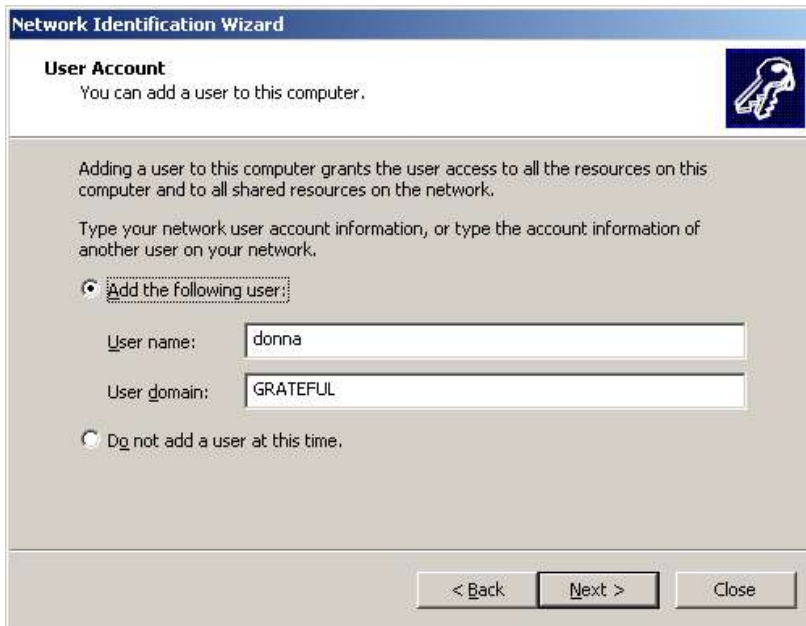 Network Identification Wizard
User Account
You can add a user to this computer.
Adding a user to this computer grants the user access to all the resources on this
computer and to all shared resources on the network.
Type your network user account information, or type the account information of
another user on your network.
Add the following user:
User name: donna
User domain: GRATEFUL
Do not add a user at this time.
< Back Next > Close